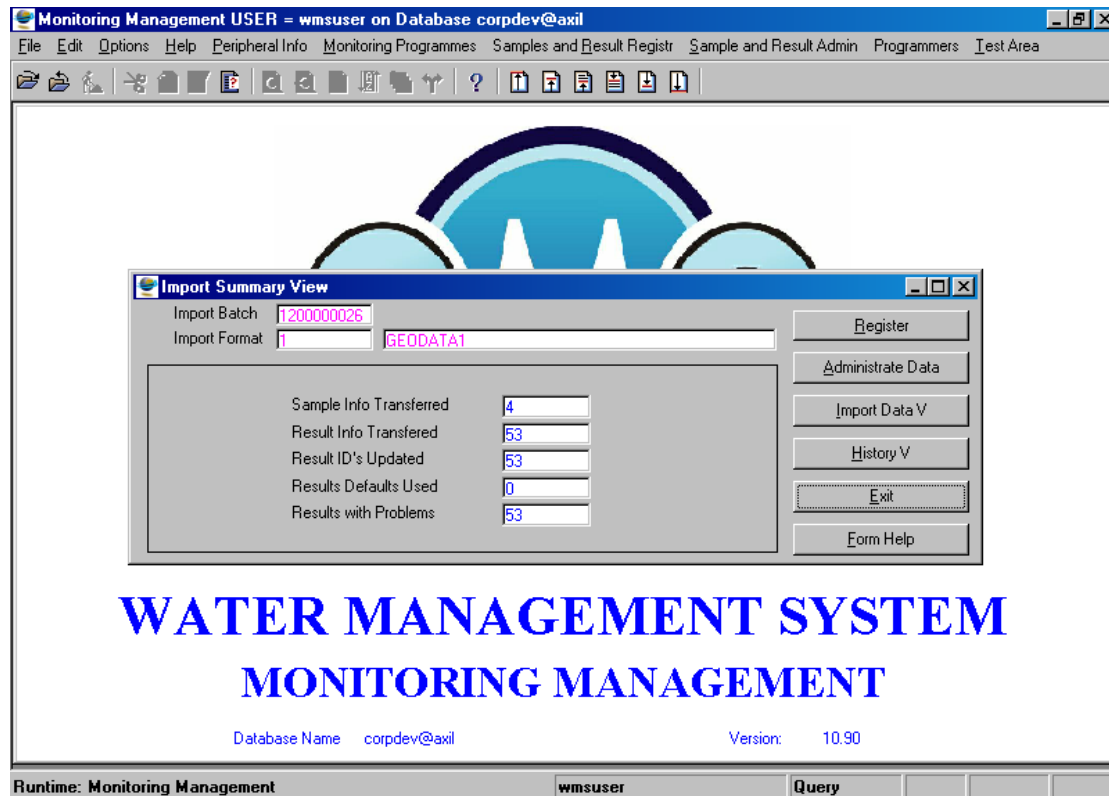 Monitoring Management USER = wmsuser on Database corpdev@axil
File Edit Options Help Peripheral Info Monitoring Programmes Samples and Result Registr Sample and Result Admin Programmers Test Area
Import Summary View
Import Batch 1200000026
Import Format 1 GEODATA1
Sample Info Transferred 4
Result Info Transfered 53
Result ID's Updated 53
Results Defaults Used 0
Results with Problems 53
Register
Administrate Data
Import Data V
History V
Exit
Form Help
WATER MANAGEMENT SYSTEM
MONITORING MANAGEMENT
Database Name corpdev@axil Version: 10.90
Runtime: Monitoring Management wmsuser Query